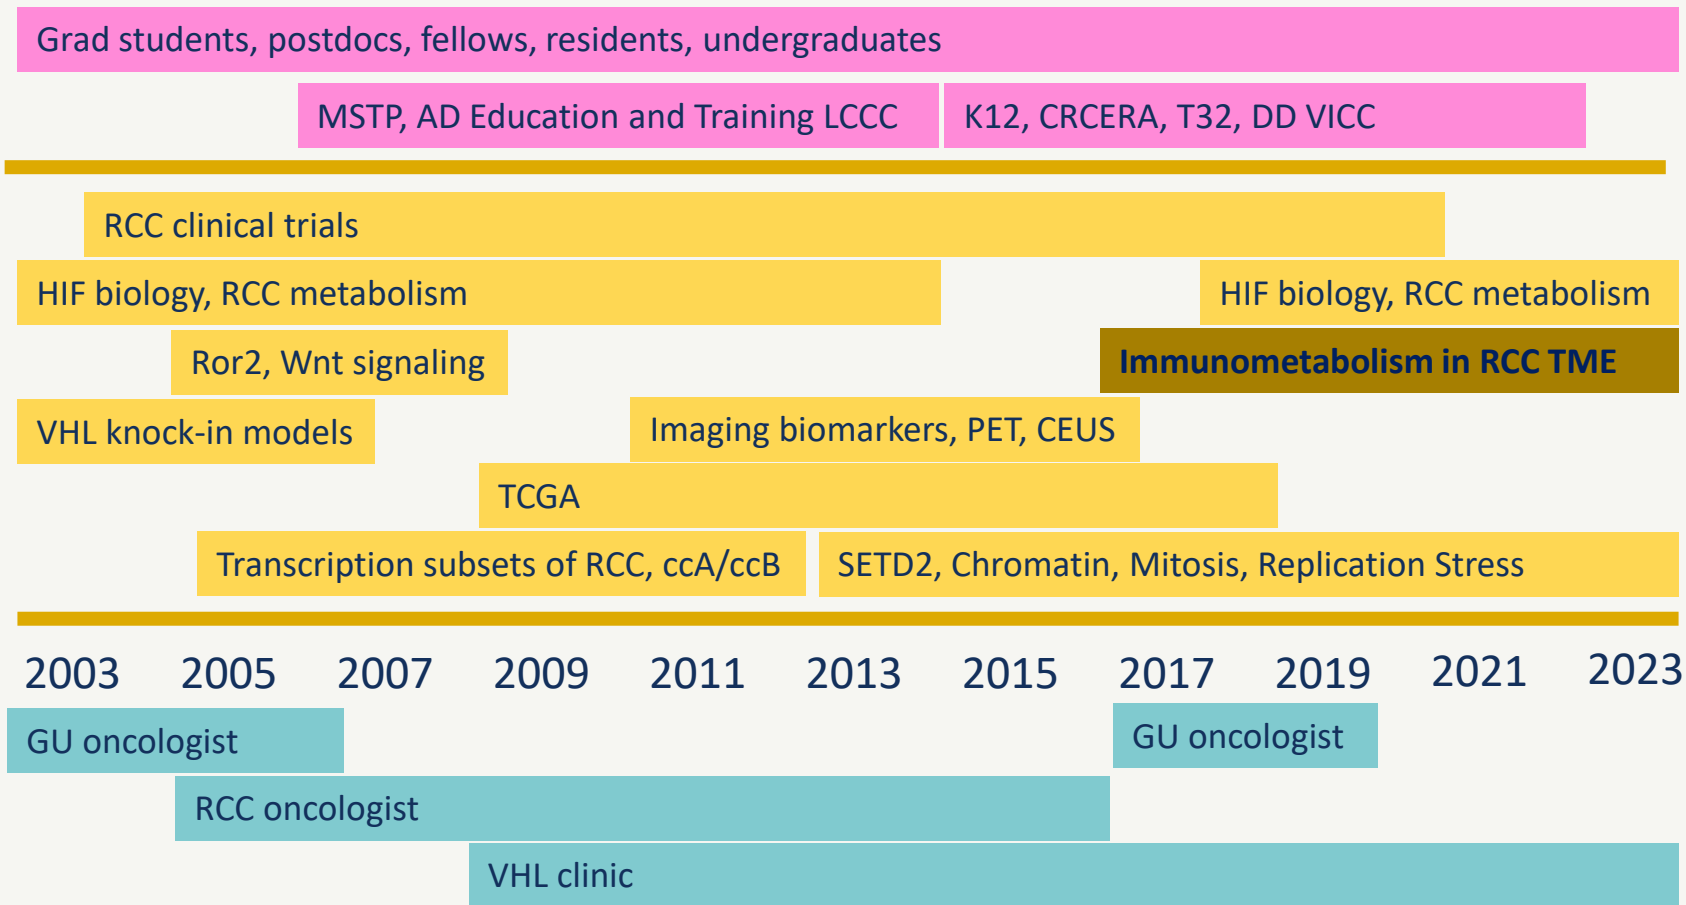 Grad students, postdocs, fellows, residents, undergraduates
MSTP, AD Education and Training LCCC
K12, CRCERA, T32, DD VICC
RCC clinical trials
HIF biology, RCC metabolism
HIF biology, RCC metabolism
Ror2, Wnt signaling
Immunometabolism in RCC TME
VHL knock-in models
Imaging biomarkers, PET, CEUS
TCGA
Transcription subsets of RCC, ccA/ccB
SETD2, Chromatin, Mitosis, Replication Stress
2003 2005 2007 2009 2011 2013 2015 2017 2019 2021 2023
GU oncologist
GU oncologist
RCC oncologist
VHL clinic